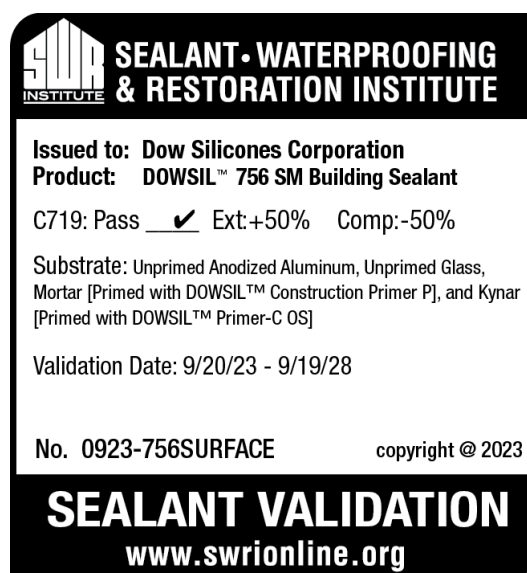 SWR
INSTITUTE
SEALANT • WATERPROOFING
& RESTORATION INSTITUTE
Issued to: Dow Silicones Corporation
Product: DOWSIL™ 756 SM Building Sealant
C719: Pass __✔_ Ext:+50% Comp:-50%
Substrate: Unprimed Anodized Aluminum, Unprimed Glass,
Mortar [Primed with DOWSIL™ Construction Primer P], and Kynar
[Primed with DOWSIL™ Primer-C OS]
Validation Date: 9/20/23 - 9/19/28
No. 0923-756SURFACE
copyright @ 2023
SEALANT VALIDATION
www.swrionline.org